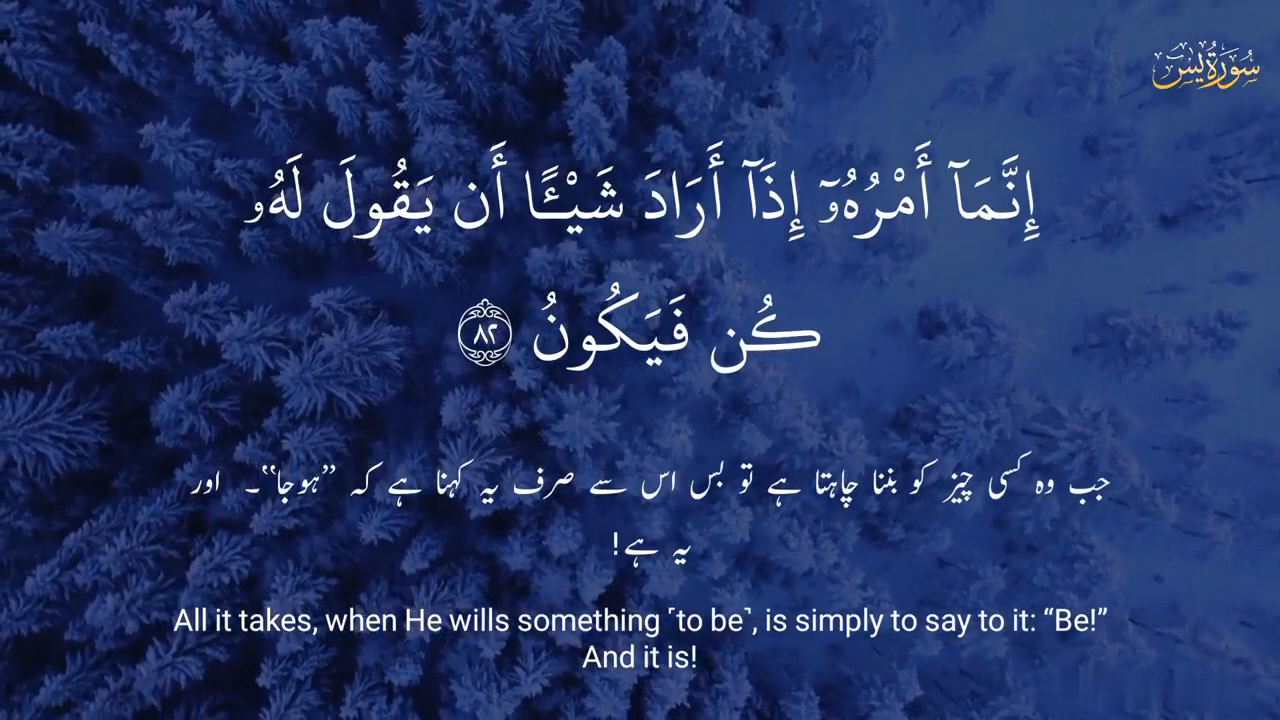 سُورَةُ يسٓ
إِنَّمَآ أَمْرُهُۥٓ إِذَآ أَرَادَ شَيْـًٔا أَن يَقُولَ لَهُۥ
كُن فَيَكُونُ ٨٢
جب وہ کسی چیز کو بننا چاہتا ہے تو بس اس سے صرف یہ کہنا ہے کہ ”ہوجا“۔ اور
یہ ہے!
All it takes, when He wills something ˹to be˺, is simply to say to it: “Be!”
And it is!